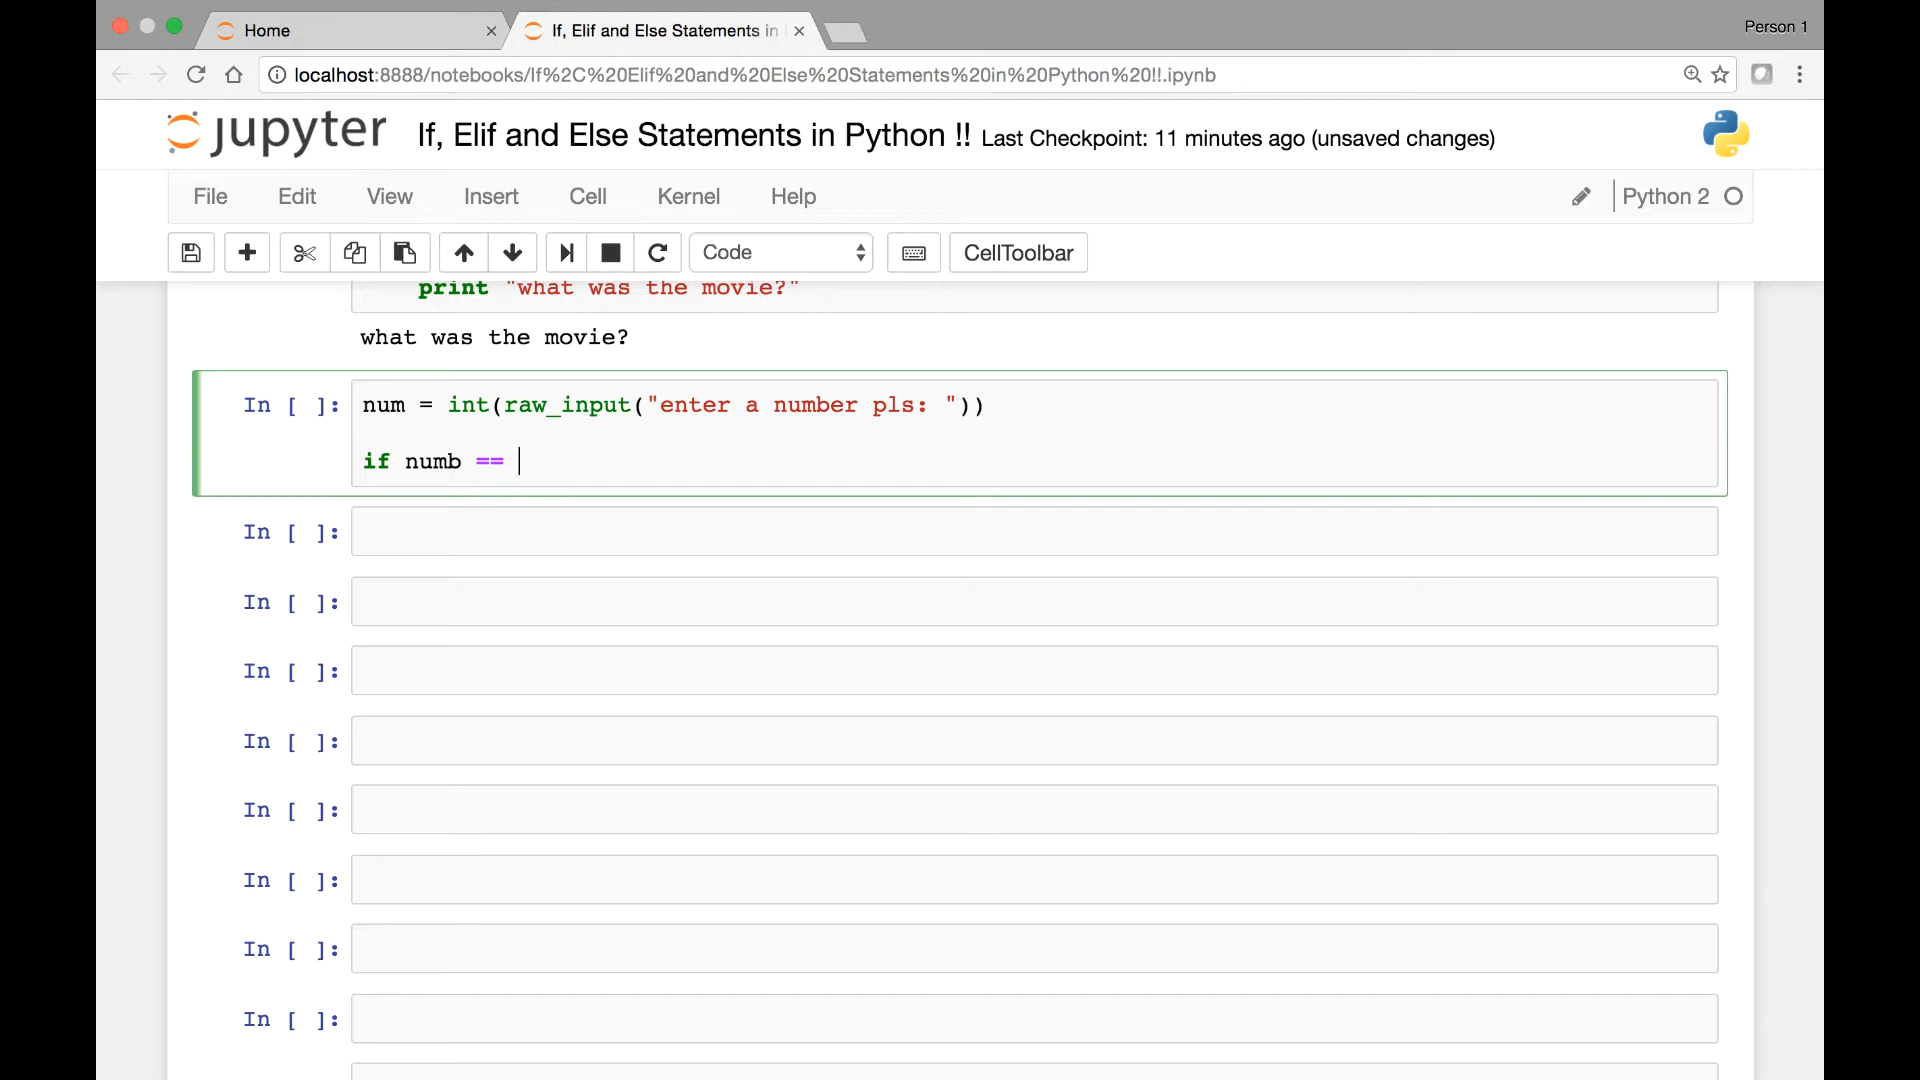 Home
If, Elif and Else Statements in
Person 1
localhost:8888/notebooks/If%2C%20Elif%20and%20Else%20Statements%20in%20Python%20!!.ipynb
jupyter If, Elif and Else Statements in Python !! Last Checkpoint: 11 minutes ago (unsaved changes)
File Edit View Insert Cell Kernel Help Python 2
Code CellToolbar
print "what was the movie?"
what was the movie?
In [ ]: num = int(raw_input("enter a number pls: "))
if numb ==
In [ ]:
In [ ]:
In [ ]:
In [ ]:
In [ ]:
In [ ]:
In [ ]:
In [ ]: